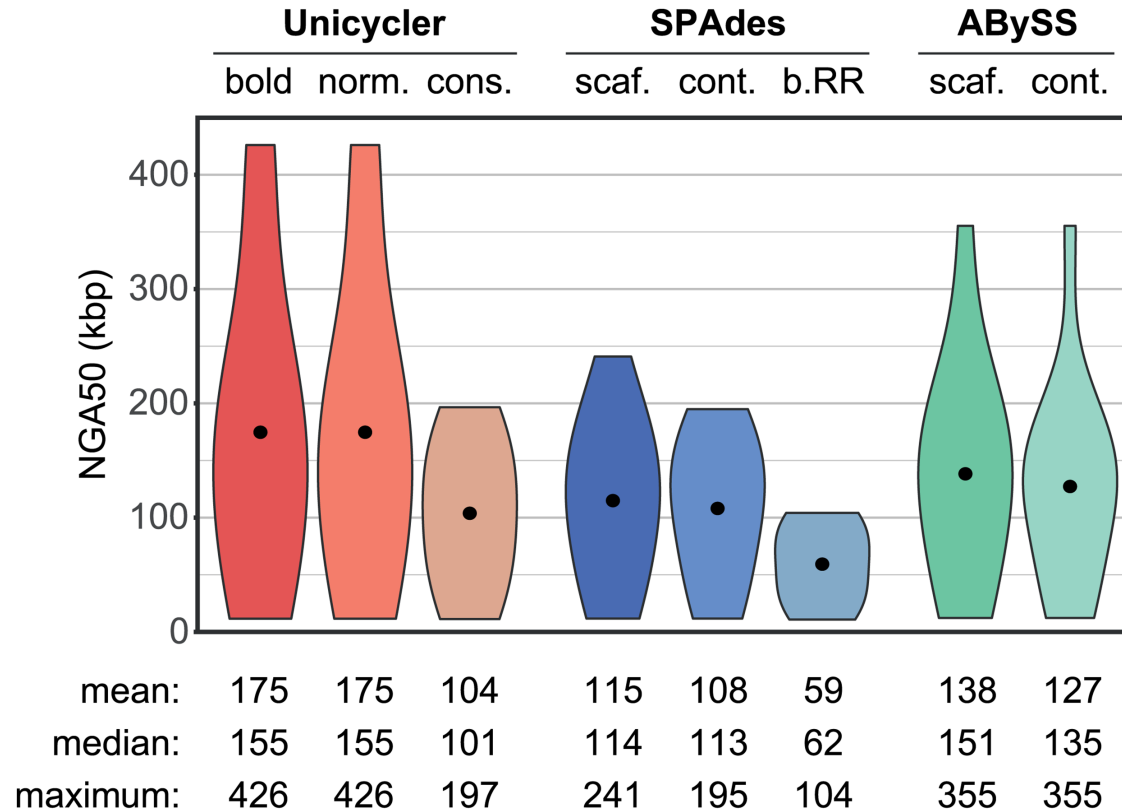 Unicycler SPAdes ABySS
bold norm. cons. scaf. cont. b.RR scaf. cont.
NGA50 (kbp)
400
300
200
100
0
mean: 175 175 104 115 108 59 138 127
median: 155 155 101 114 113 62 151 135
maximum: 426 426 197 241 195 104 355 355